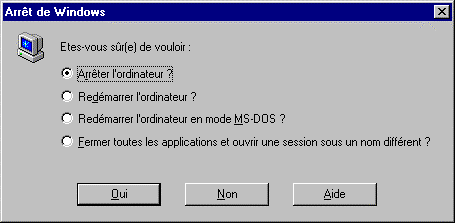 Arrêt de Windows
Etes-vous sûr(e) de vouloir :
Arrêter l'ordinateur ?
Redémarrer l'ordinateur ?
Redémarrer l'ordinateur en mode MS-DOS ?
Fermer toutes les applications et ouvrir une session sous un nom différent ?
Oui Non Aide